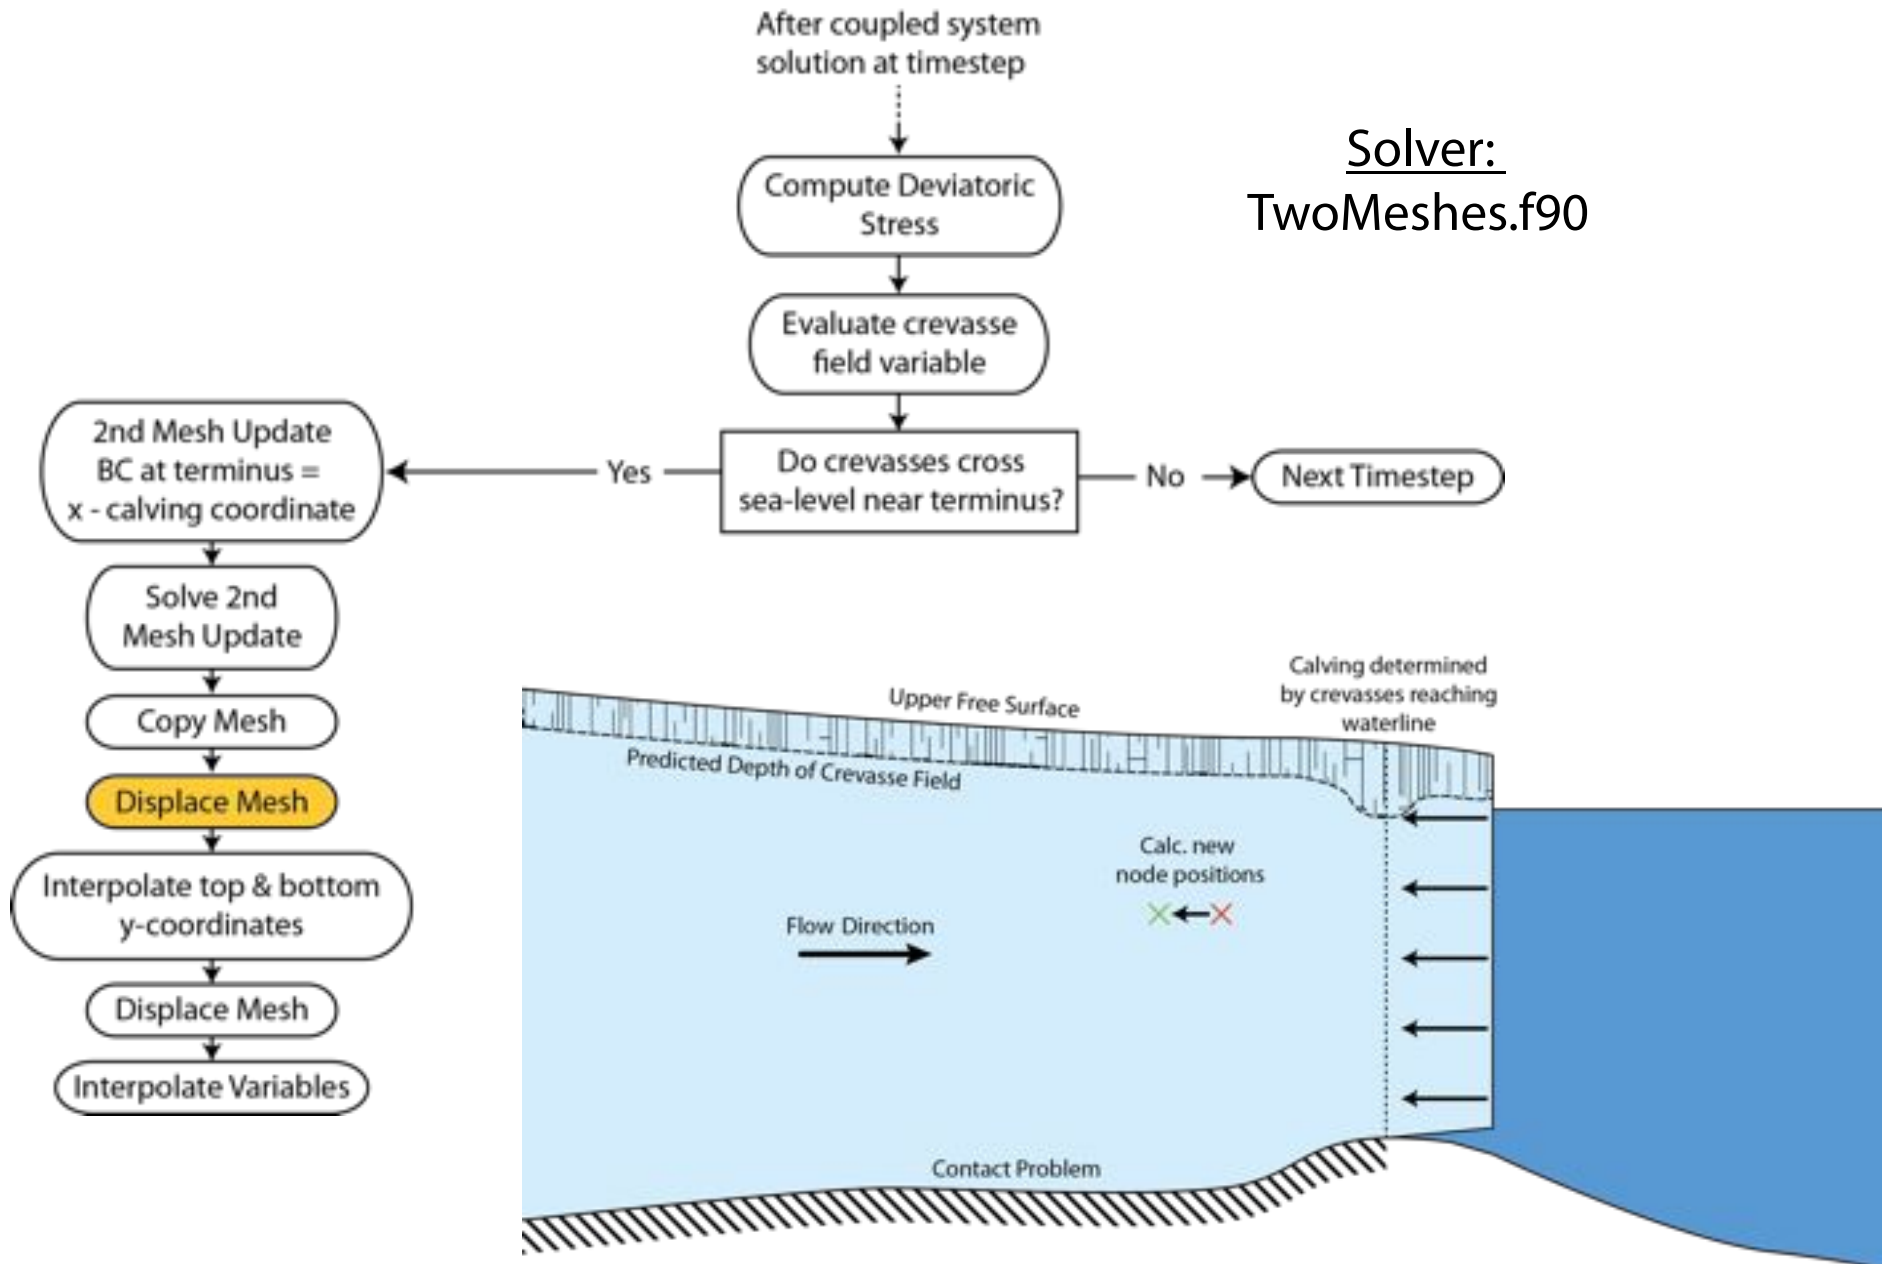 After coupled system
solution at timestep
Solver:
TwoMeshes.f90
Compute Deviatoric
Stress
Evaluate crevasse
field variable
Do crevasses cross
sea-level near terminus?
No
Next Timestep
Yes
2nd Mesh Update
BC at terminus =
x - calving coordinate
Solve 2nd
Mesh Update
Copy Mesh
Displace Mesh
Interpolate top & bottom
y-coordinates
Displace Mesh
Interpolate Variables
Calving determined
by crevasses reaching
waterline
Upper Free Surface
Predicted Depth of Crevasse Field
Calc. new
node positions
Flow Direction
Contact Problem